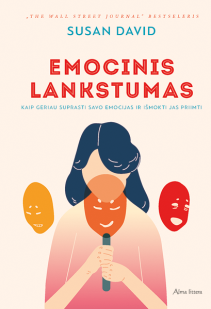 „THE WALL STREET JOURNAL“ BESTSELERIS
SUSAN DAVID
EMOCINIS
LANKSTUMAS
KAIP GERIAU SUPRASTI SAVO EMOCIJAS IR IŠMOKTI JAS PRIIMTI
Alma littera